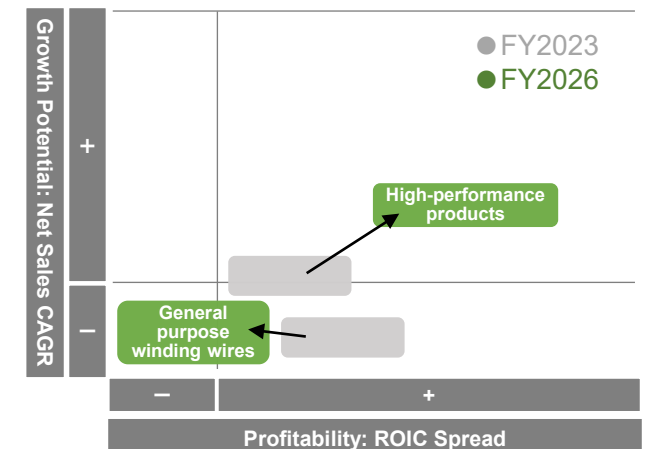 Growth Potential: Net Sales CAGR
+
−
FY2023
FY2026
High-performance
products
General
purpose
winding wires
−
+
Profitability: ROIC Spread